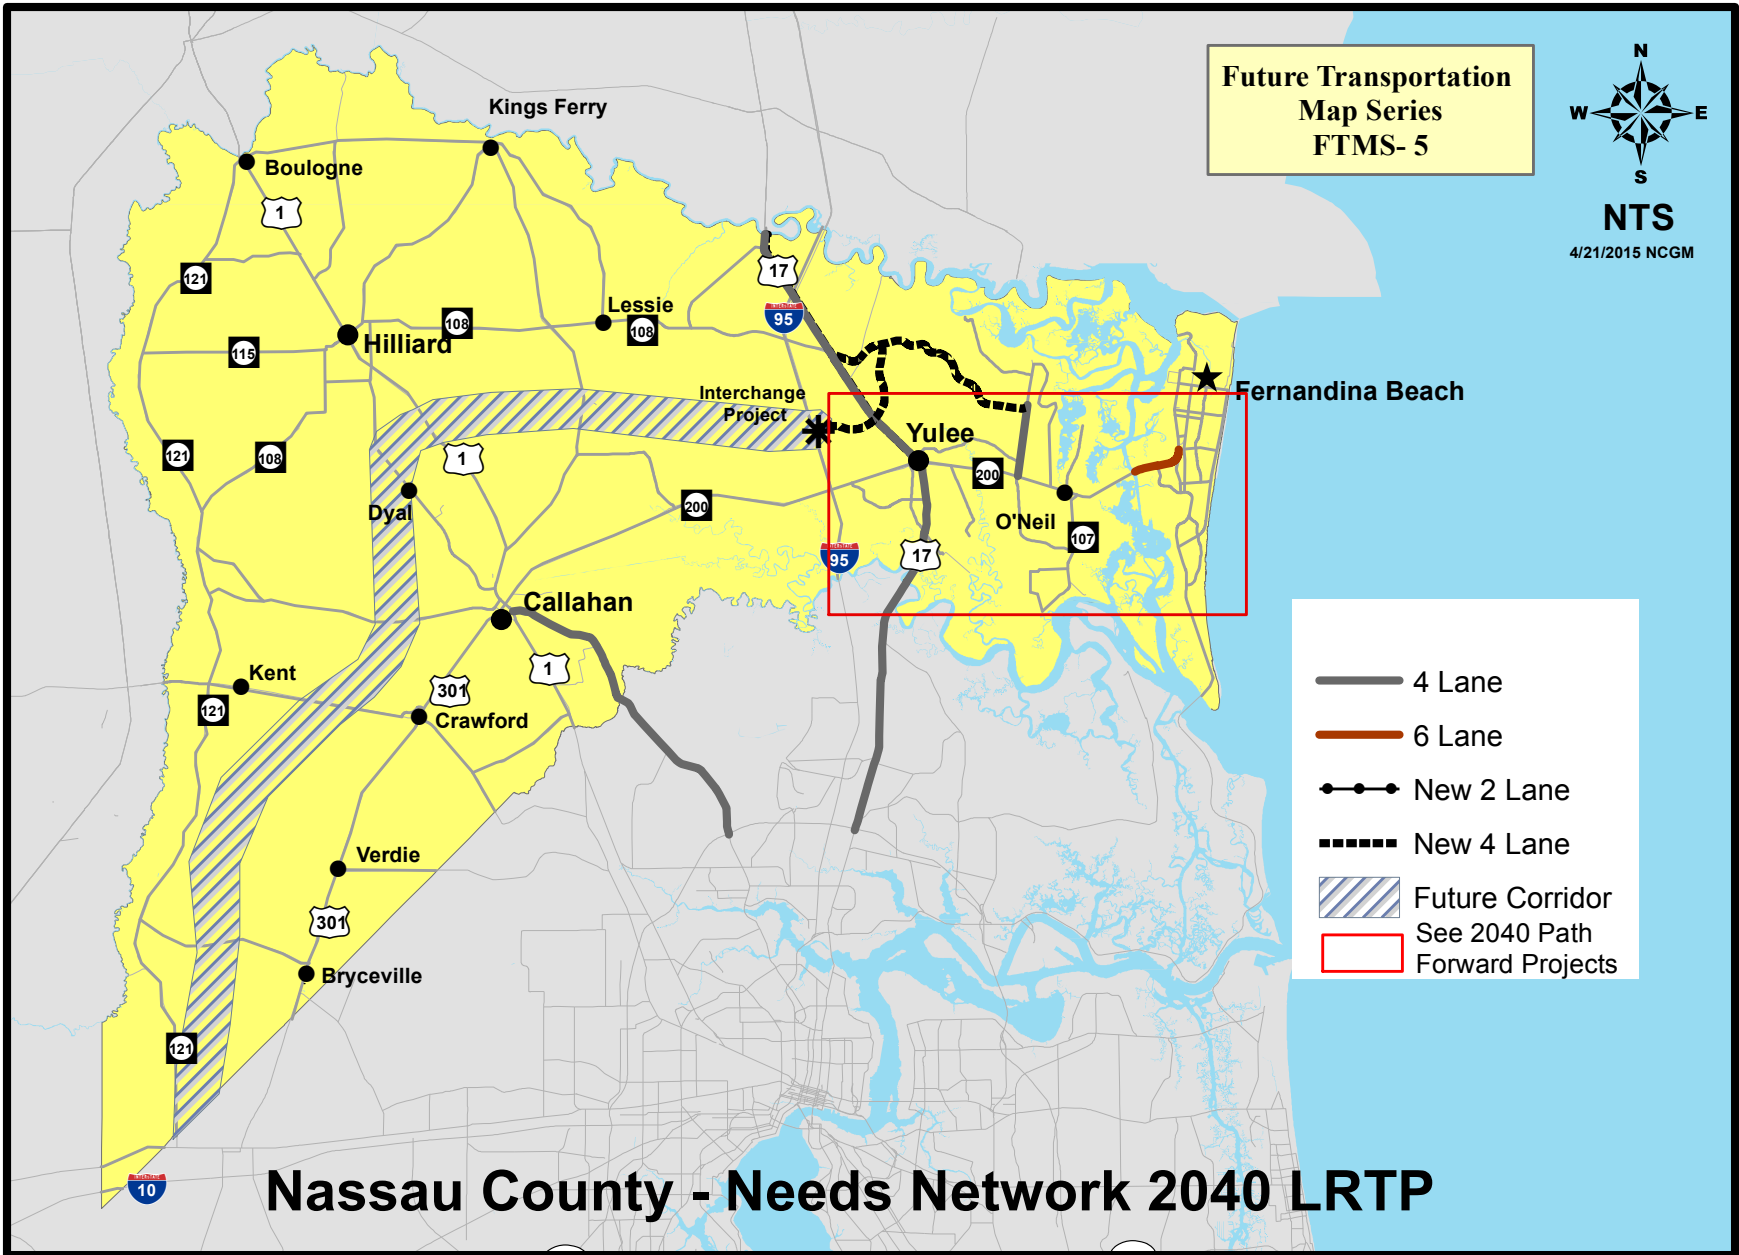 Future Transportation
Map Series
FTMS- 5
N
W
E
S
NTS
4/21/2015 NCGM
Kings Ferry
Boulogne
1
121
17
INTERSTATE
95
Lessie
108
108
Hilliard
115
Interchange
Project
Fernandina Beach
Yulee
121
108
1
200
Dyal
200
O'Neil
107
INTERSTATE
95
17
Callahan
1
Kent
301
121
Crawford
Verdie
301
Bryceville
121
INTERSTATE
10
4 Lane
6 Lane
New 2 Lane
New 4 Lane
Future Corridor
See 2040 Path
Forward Projects
Nassau County - Needs Network 2040 LRTP